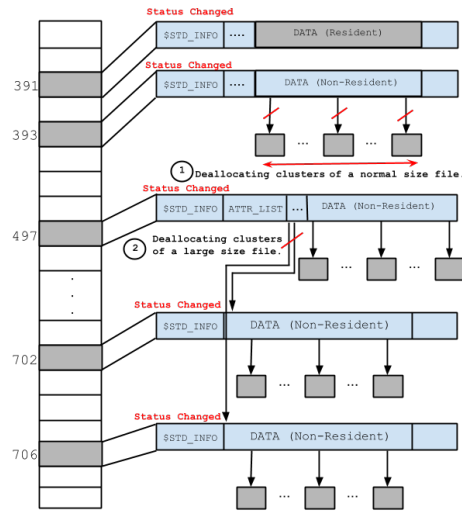 Status Changed
$STD_INFO .... DATA (Resident)
Status Changed
391
$STD_INFO .... DATA (Non-Resident)
393
... ...
1 Deallocating clusters of a normal size file.
Status Changed
$STD_INFO ATTR_LIST ... DATA (Non-Resident)
497
2 Deallocating clusters
of a large size file.
... ...
.
.
.
Status Changed
$STD_INFO DATA (Non-Resident)
702
... ...
Status Changed
$STD_INFO DATA (Non-Resident)
706
... ...